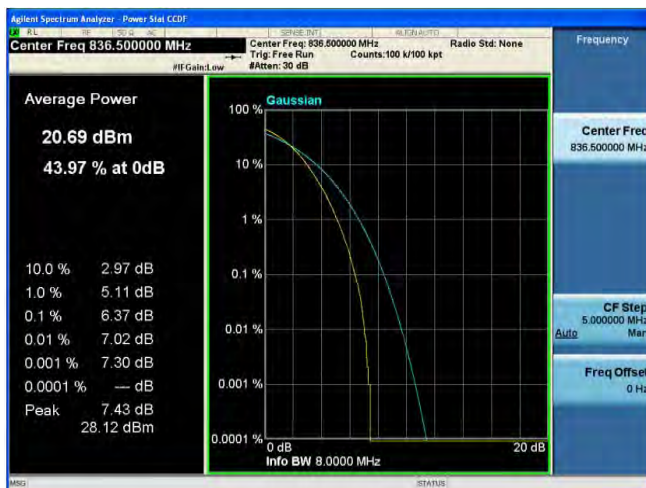 Agilent Spectrum Analyzer - Power Stat CCDF
RL RF 50 Ω AC SENSE:INT ALIGN AUTO
Center Freq 836.500000 MHz
Center Freq: 836.500000 MHz
Radio Std: None
Trig: Free Run
Counts:100 k/100 kpt
#IFGain:Low
#Atten: 30 dB
Frequency
Average Power
20.69 dBm
43.97 % at 0dB
10.0 % 2.97 dB
1.0 % 5.11 dB
0.1 % 6.37 dB
0.01 % 7.02 dB
0.001 % 7.30 dB
0.0001 % --- dB
Peak 7.43 dB
28.12 dBm
Gaussian
100 %
10 %
1 %
0.1 %
0.01 %
0.001 %
0.0001 %
0 dB
20 dB
Info BW 8.0000 MHz
Center Freq
836.500000 MHz
CF Step
5.000000 MHz
Auto Man
Freq Offset
0 Hz
MSG
STATUS